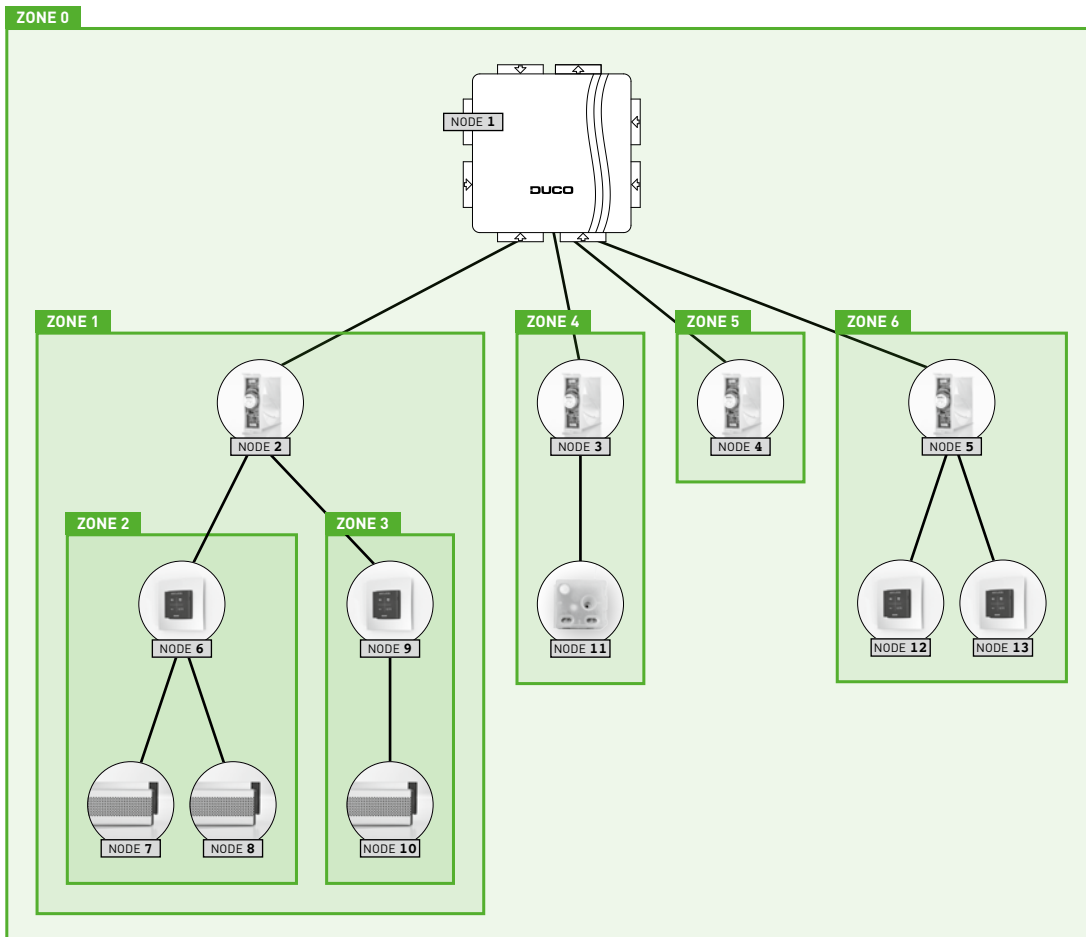 ZONE 0
NODE 1
DUCO
ZONE 1
ZONE 4
ZONE 5
ZONE 6
NODE 2
NODE 3
NODE 4
NODE 5
ZONE 2
ZONE 3
NODE 6
NODE 9
NODE 11
NODE 12
NODE 13
NODE 7
NODE 8
NODE 10